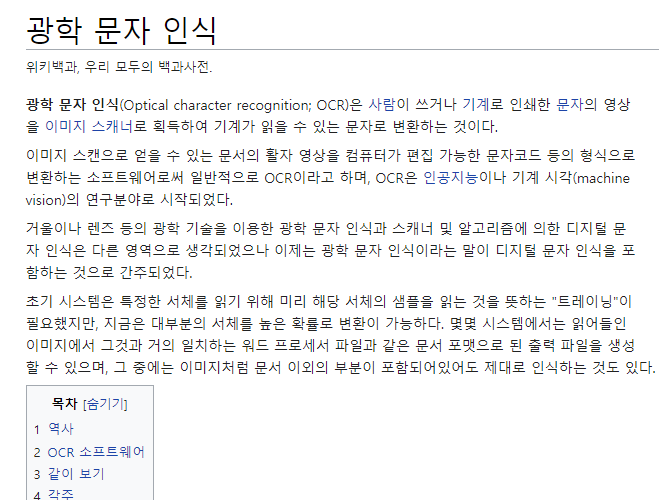 광학 문자 인식
위키백과, 우리 모두의 백과사전.
광학 문자 인식(Optical character recognition; OCR)은 사람이 쓰거나 기계로 인쇄한 문자의 영상
을 이미지 스캐너로 획득하여 기계가 읽을 수 있는 문자로 변환하는 것이다.
이미지 스캔으로 얻을 수 있는 문서의 활자 영상을 컴퓨터가 편집 가능한 문자코드 등의 형식으로
변환하는 소프트웨어로써 일반적으로 OCR이라고 하며, OCR은 인공지능이나 기계 시각(machine
vision)의 연구분야로 시작되었다.
거울이나 렌즈 등의 광학 기술을 이용한 광학 문자 인식과 스캐너 및 알고리즘에 의한 디지털 문
자 인식은 다른 영역으로 생각되었으나 이제는 광학 문자 인식이라는 말이 디지털 문자 인식을 포
함하는 것으로 간주되었다.
초기 시스템은 특정한 서체를 읽기 위해 미리 해당 서체의 샘플을 읽는 것을 뜻하는 "트레이닝"이
필요했지만, 지금은 대부분의 서체를 높은 확률로 변환이 가능하다. 몇몇 시스템에서는 읽어들인
이미지에서 그것과 거의 일치하는 워드 프로세서 파일과 같은 문서 포맷으로 된 출력 파일을 생성
할 수 있으며, 그 중에는 이미지처럼 문서 이외의 부분이 포함되어있어도 제대로 인식하는 것도 있다.
목차 [숨기기]
1 역사
2 OCR 소프트웨어
3 같이 보기
4 각주